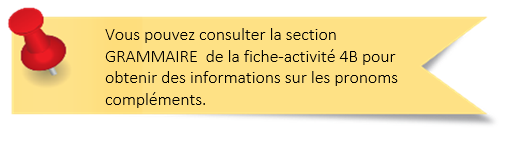 Vous pouvez consulter la section
GRAMMAIRE de la fiche-activité 4B pour
obtenir des informations sur les pronoms
compléments.